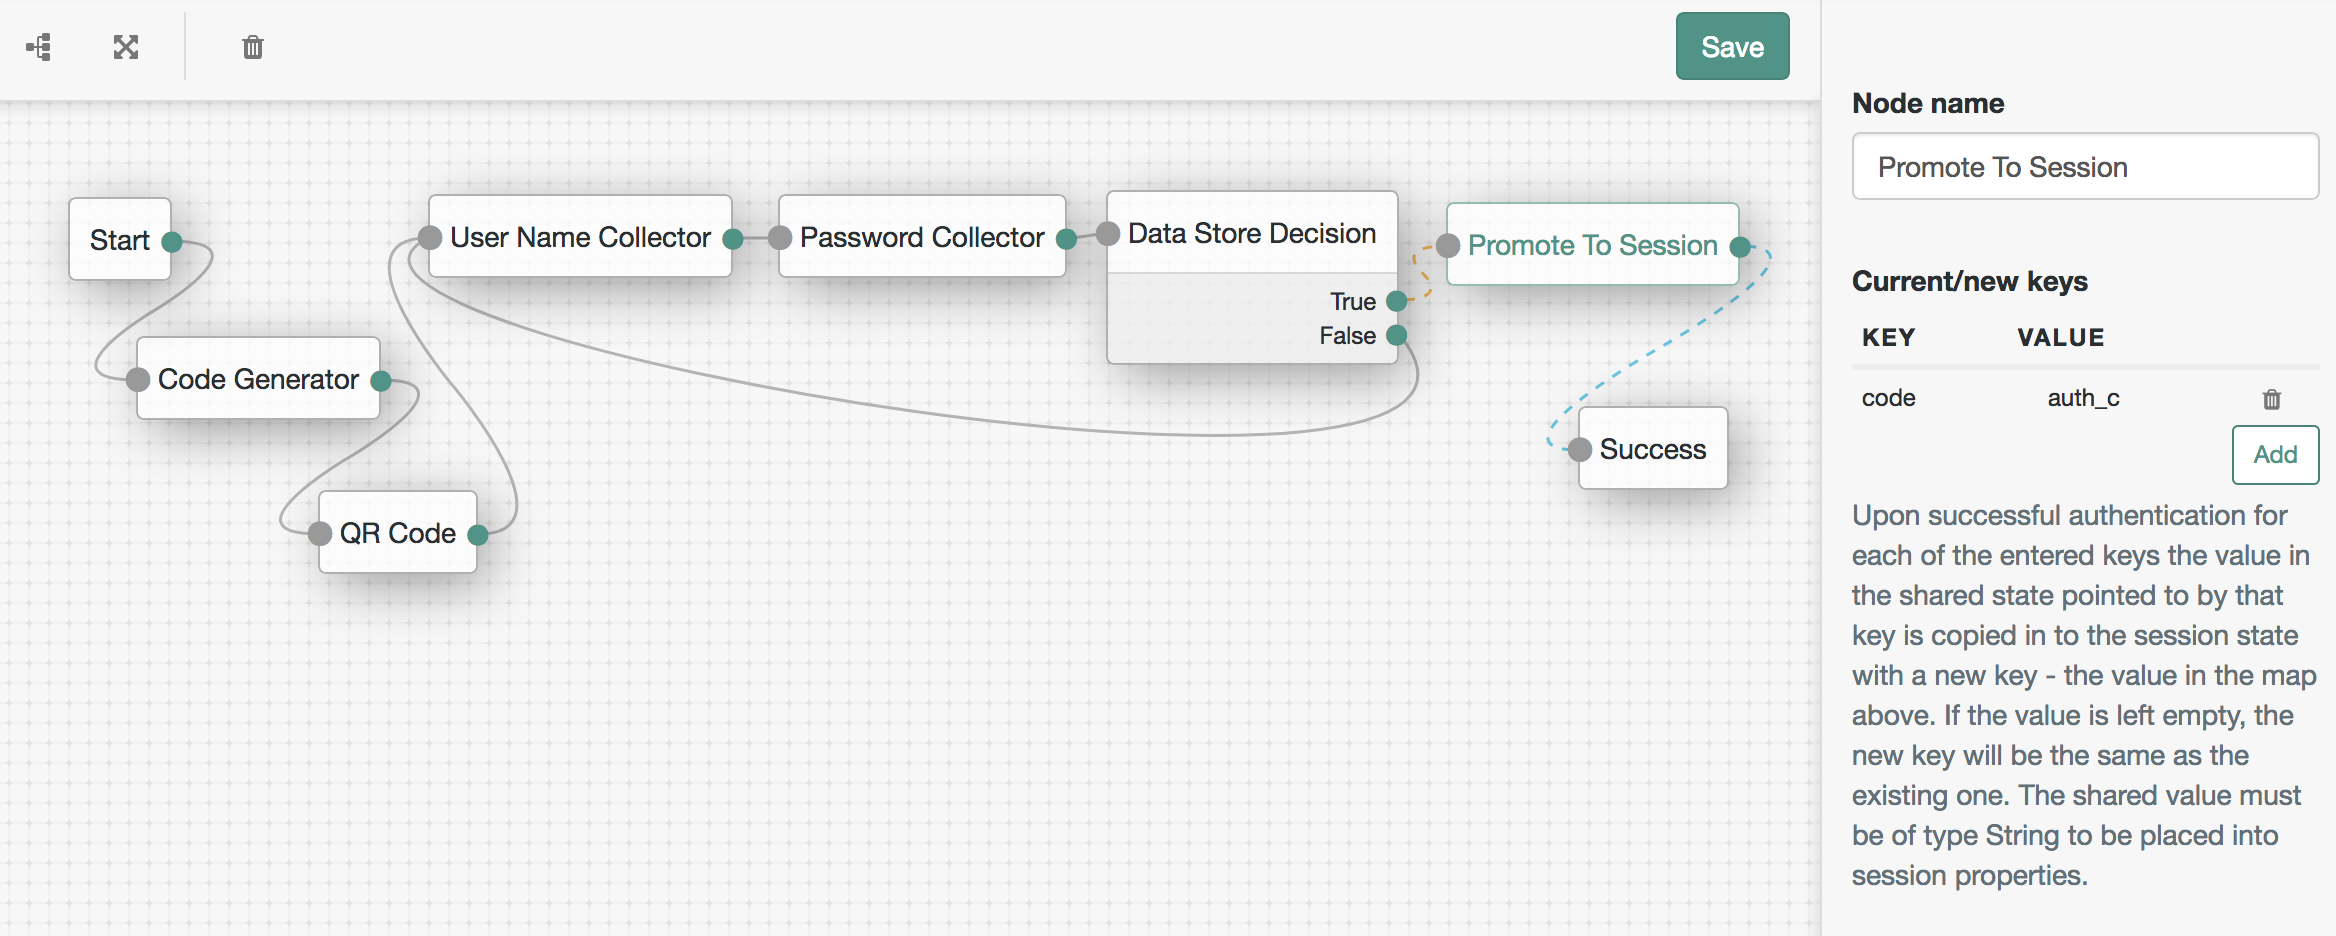 Save
Start
User Name Collector
Password Collector
Data Store Decision
True
False
Promote To Session
Code Generator
QR Code
Success
Node name
Promote To Session
Current/new keys
KEY VALUE
code auth_c
Add
Upon successful authentication for
each of the entered keys the value in
the shared state pointed to by that
key is copied in to the session state
with a new key - the value in the map
above. If the value is left empty, the
new key will be the same as the
existing one. The shared value must
be of type String to be placed into
session properties.